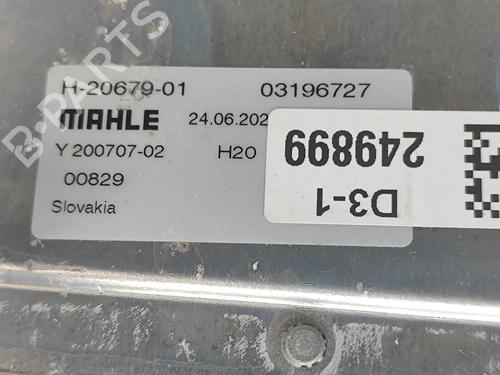 H-20679-01 03196727
MAHLE 24.06.202
Y 200707-02 H20
00829
Slovakia
249899
D3-1
B-PARTS